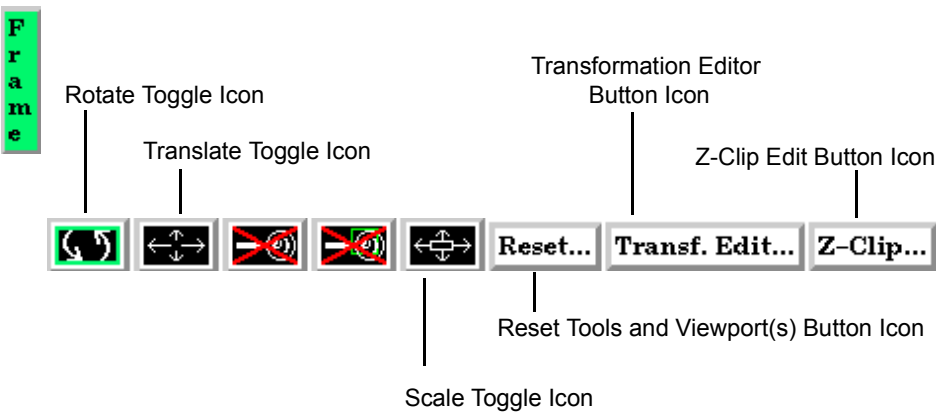 Frame
Transformation Editor
Button Icon
Rotate Toggle Icon
Translate Toggle Icon
Z-Clip Edit Button Icon
Reset...
Transf. Edit...
Z-Clip...
Reset Tools and Viewport(s) Button Icon
Scale Toggle Icon